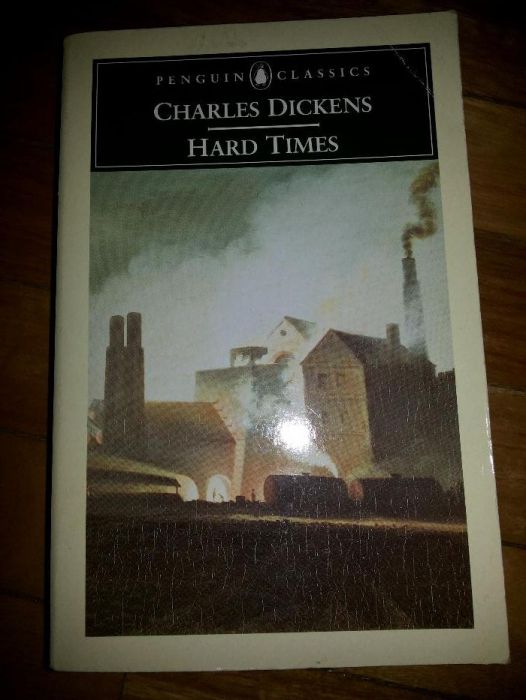 PENGUIN CLASSICS
CHARLES DICKENS
HARD TIMES